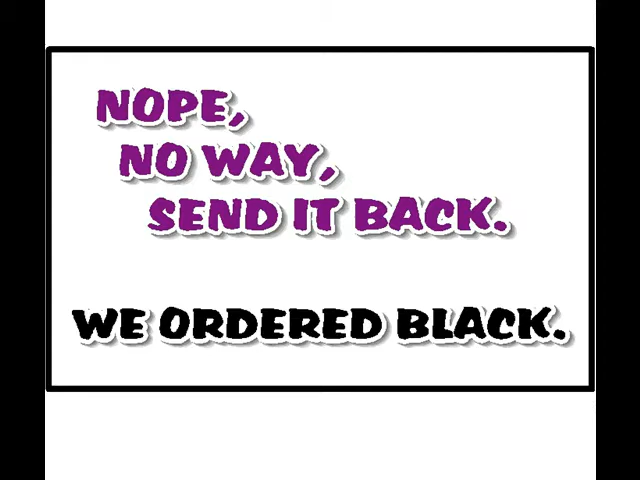 NOPE,
NO WAY,
SEND IT BACK.
WE ORDERED BLACK.